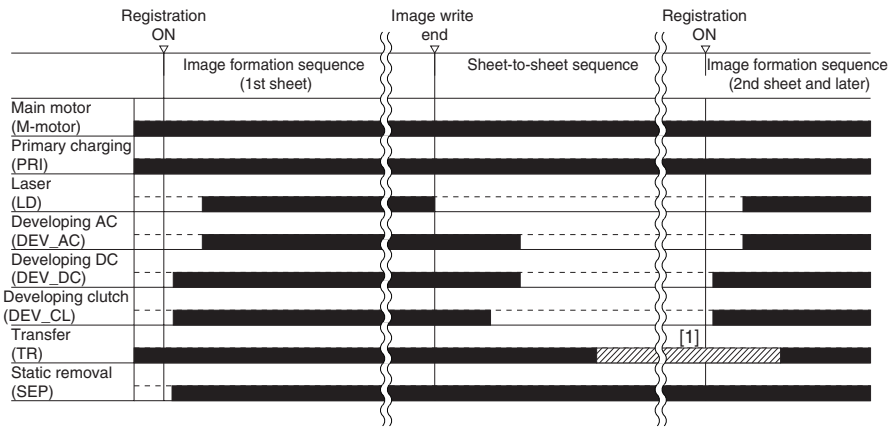 Registration
ON
Image write
end
Registration
ON
Image formation sequence
(1st sheet)
Sheet-to-sheet sequence
Image formation sequence
(2nd sheet and later)
Main motor
(M-motor)
Primary charging
(PRI)
Laser
(LD)
Developing AC
(DEV_AC)
Developing DC
(DEV_DC)
Developing clutch
(DEV_CL)
Transfer
(TR)
[1]
Static removal
(SEP)